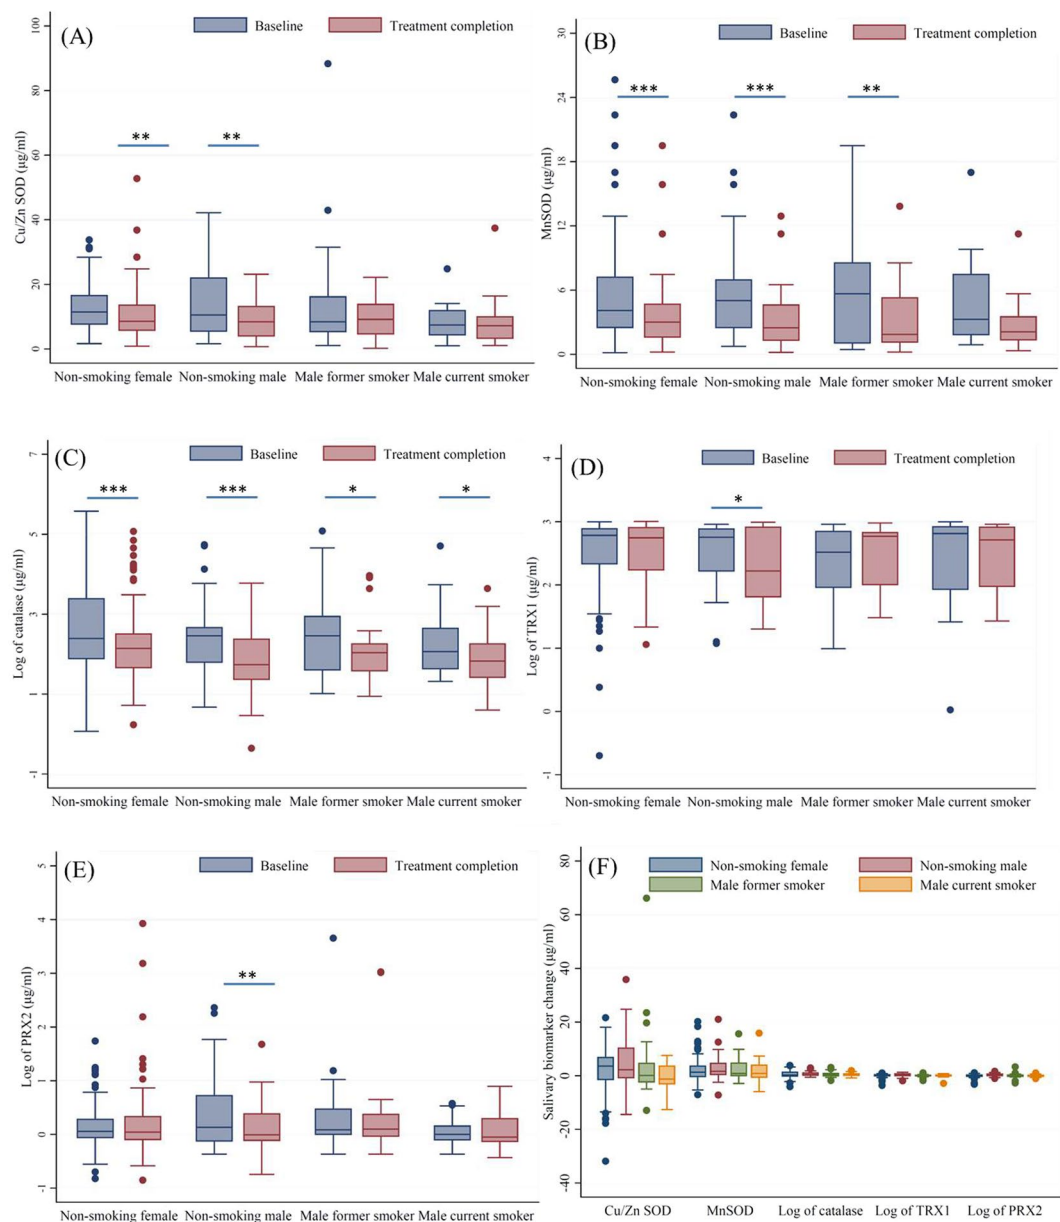 (A)
Baseline
Treatment completion
Cu/Zn SOD (μg/ml)
100
80
60
40
20
0
**
**
Non-smoking female
Non-smoking male
Male former smoker
Male current smoker
(B)
Baseline
Treatment completion
MnSOD (μg/ml)
30
24
18
12
6
0
***
***
**
Non-smoking female
Non-smoking male
Male former smoker
Male current smoker
(C)
Baseline
Treatment completion
Log of catalase (μg/ml)
7
5
3
1
-1
***
***
*
*
Non-smoking female
Non-smoking male
Male former smoker
Male current smoker
(D)
Baseline
Treatment completion
Log of TRX1 (μg/ml)
4
3
2
1
0
-1
*
Non-smoking female
Non-smoking male
Male former smoker
Male current smoker
(E)
Baseline
Treatment completion
Log of PRX2 (μg/ml)
5
4
3
2
1
0
-1
**
Non-smoking female
Non-smoking male
Male former smoker
Male current smoker
(F)
Non-smoking female
Non-smoking male
Male former smoker
Male current smoker
Salivary biomarker change (μg/ml)
80
60
40
20
0
-20
-40
Cu/Zn SOD
MnSOD
Log of catalase
Log of TRX1
Log of PRX2